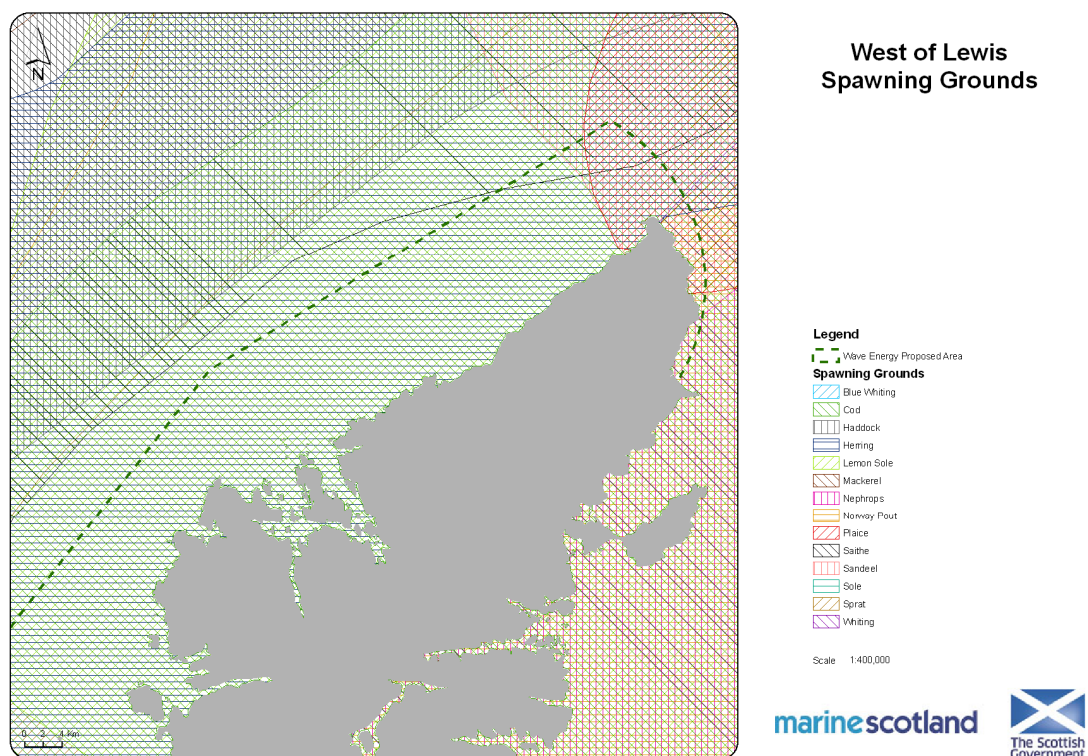 West of Lewis
Spawning Grounds
N
Legend
Wave Energy Proposed Area
Spawning Grounds
Blue Whiting
Cod
Haddock
Herring
Lemon Sole
Mackerel
Nephrops
Norway Pout
Plaice
Saithe
Sandeel
Sole
Sprat
Whiting
0 2 4 Km
Scale 1:400,000
marinescotland
The Scottish
Government